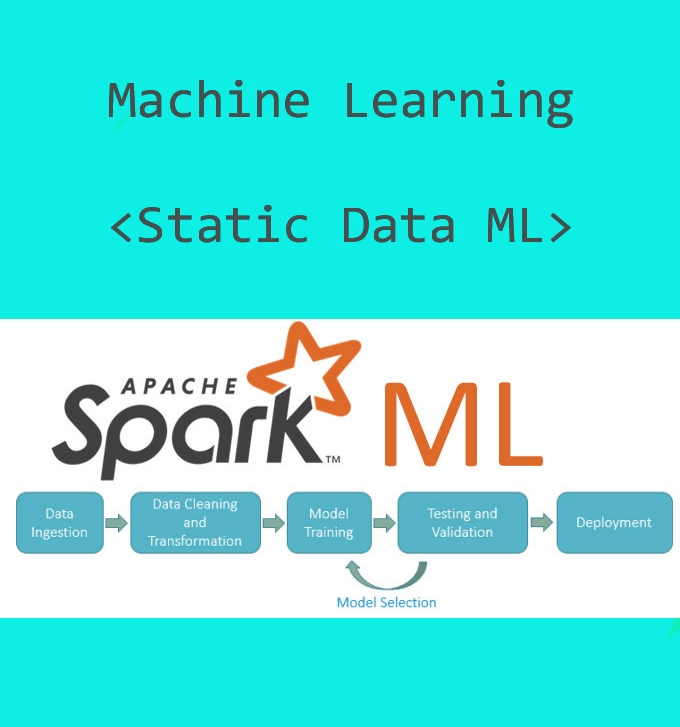 Machine Learning
<Static Data ML>
APACHE
Spark™ ML
Data
Ingestion
Data Cleaning
and
Transformation
Model
Training
Testing and
Validation
Deployment
Model Selection